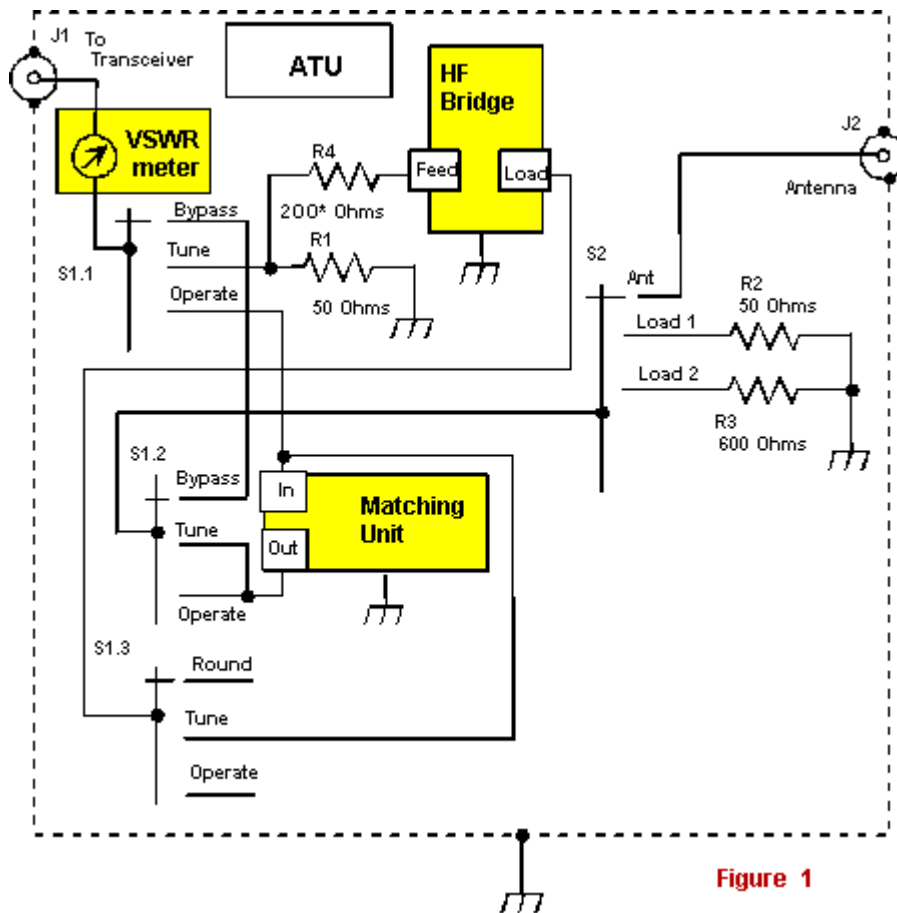 J1 To
Transceiver
ATU
HF
Bridge
VSWR
meter
J2
R4
Feed
Load
Antenna
Bypass
200* Ohms
R1
S1.1
Tune
S2
Ant
R2
50 Ohms
Operate
50 Ohms
Load 1
Load 2
R3
600 Ohms
S1.2
Bypass
In
Matching
Unit
Tune
Out
Operate
S1.3
Round
Tune
Operate
Figure 1